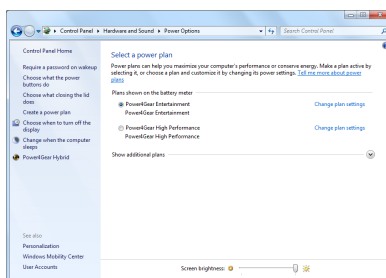 Control Panel ▸ Hardware and Sound ▸ Power Options
Search Control Panel
Control Panel Home
Require a password on wakeup
Choose what the power
buttons do
Choose what closing the lid
does
Create a power plan
Choose when to turn off the
display
Change when the computer
sleeps
Power4Gear Hybrid
See also
Personalization
Windows Mobility Center
User Accounts
Select a power plan
Power plans can help you maximize your computer's performance or conserve energy. Make a plan active by
selecting it, or choose a plan and customize it by changing its power settings. Tell me more about power
plans
Plans shown on the battery meter
Power4Gear Entertainment
Change plan settings
Power4Gear Entertainment
Power4Gear High Performance
Change plan settings
Power4Gear High Performance
Show additional plans
Screen brightness: